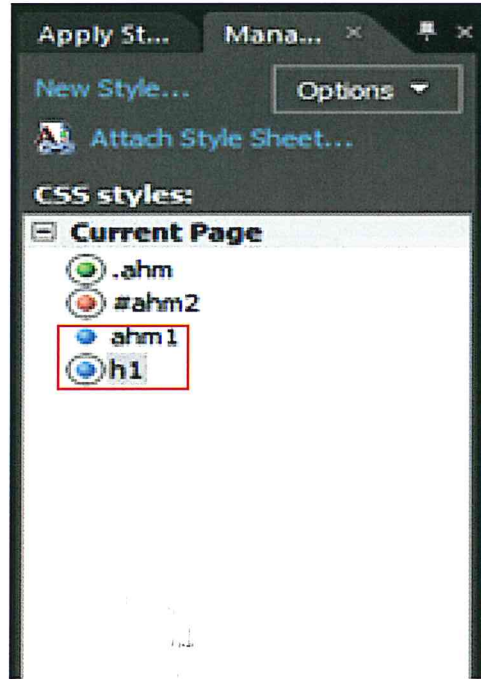 Apply St... Mana...
New Style... Options
Attach Style Sheet...
CSS styles:
Current Page
.ahm
#ahm2
ahm1
h1